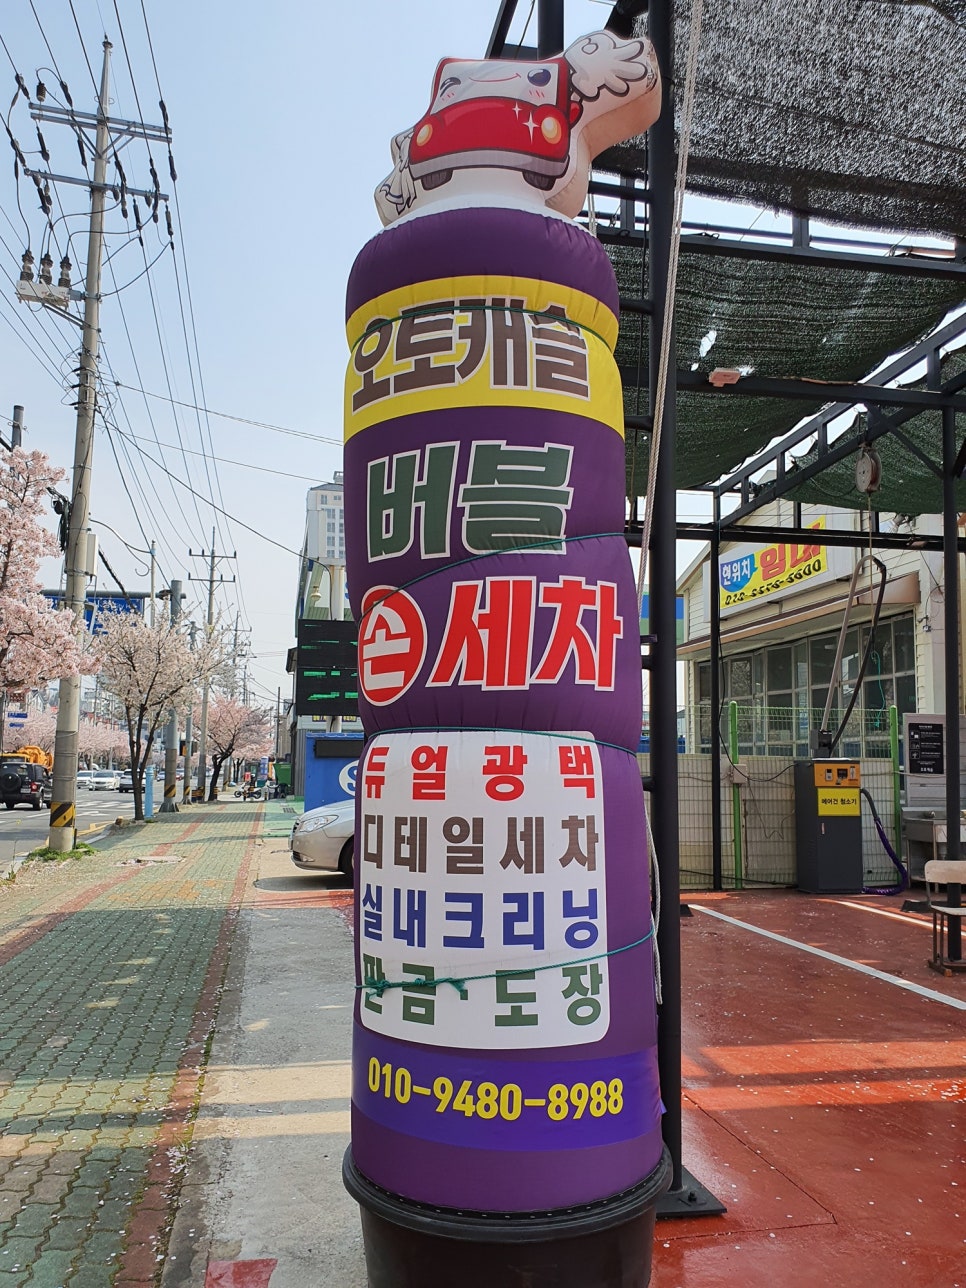 오토캐슬
버블
손세차
듀얼광택
디테일세차
실내크리닝
판금·도장
010-9480-8988
현위치 임대
에어건 청소기